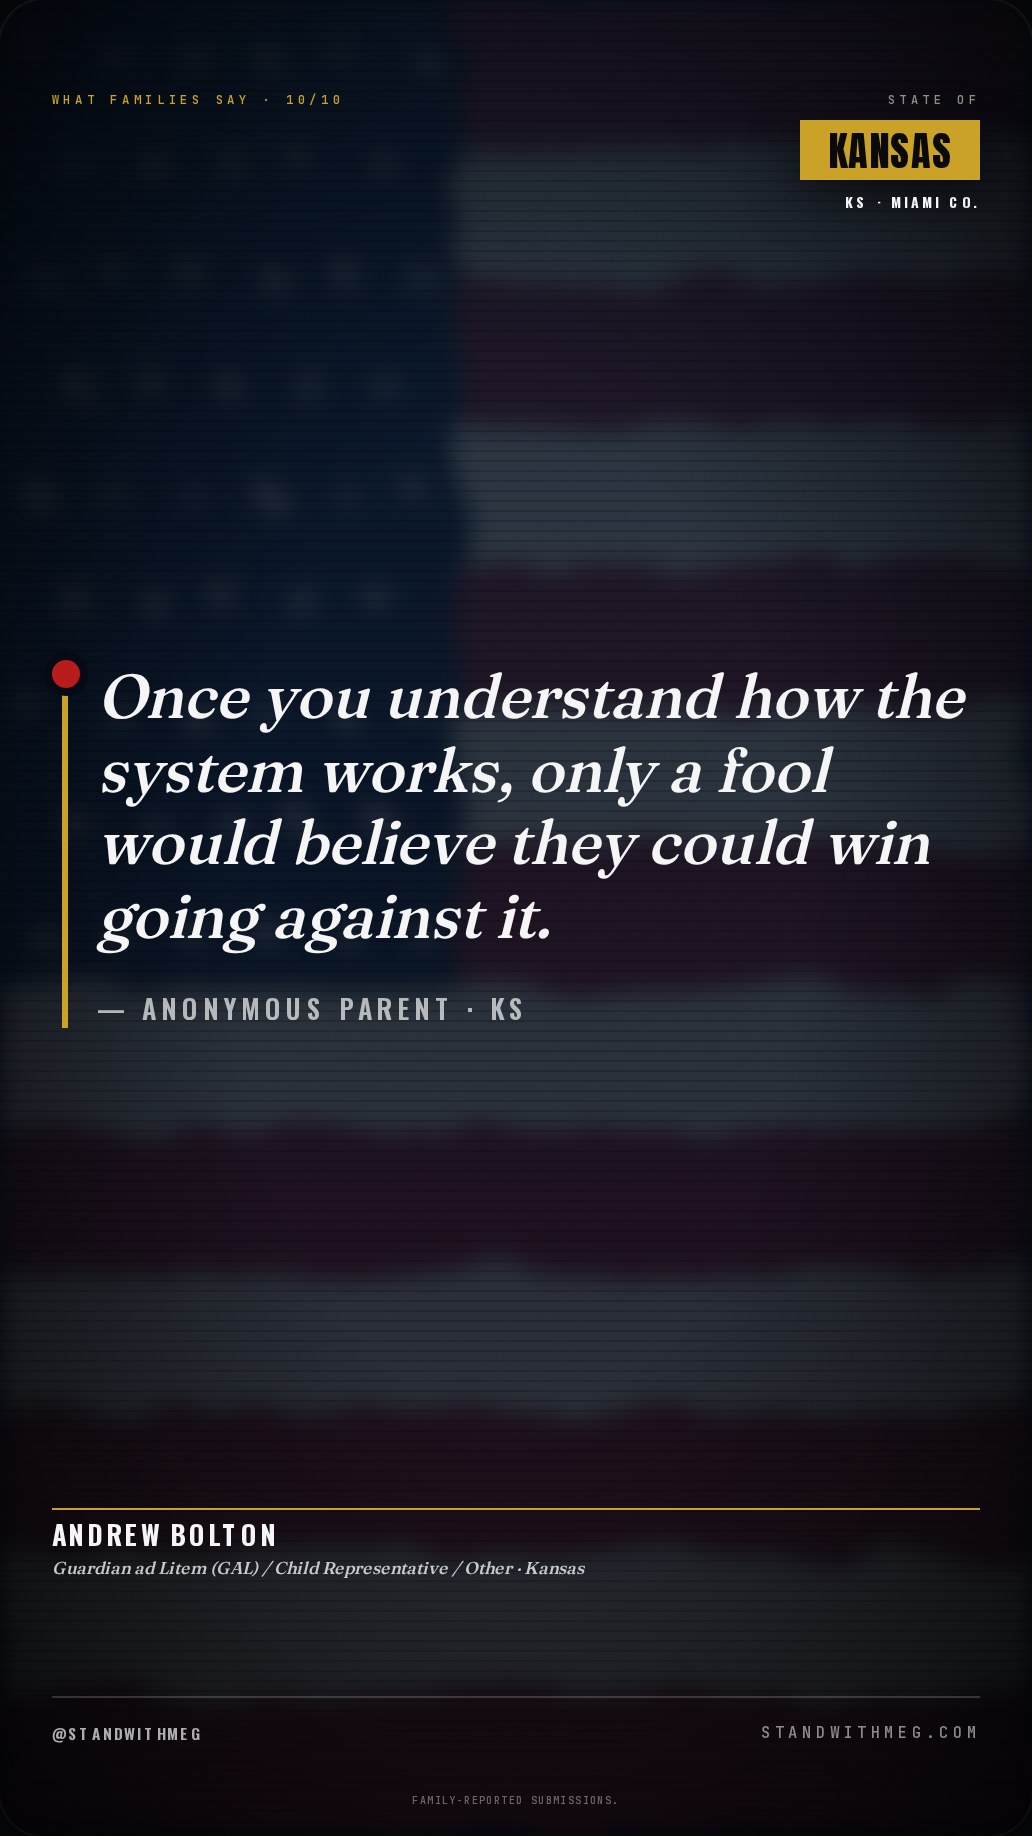 WHAT FAMILIES SAY · 10/10
STATE OF
KANSAS
KS · MIAMI CO.
Once you understand how the
system works, only a fool
would believe they could win
going against it.
— ANONYMOUS PARENT · KS
ANDREW BOLTON
Guardian ad Litem (GAL) / Child Representative / Other · Kansas
@STANDWITHMEG
STANDWITHMEG.COM
FAMILY-REPORTED SUBMISSIONS.